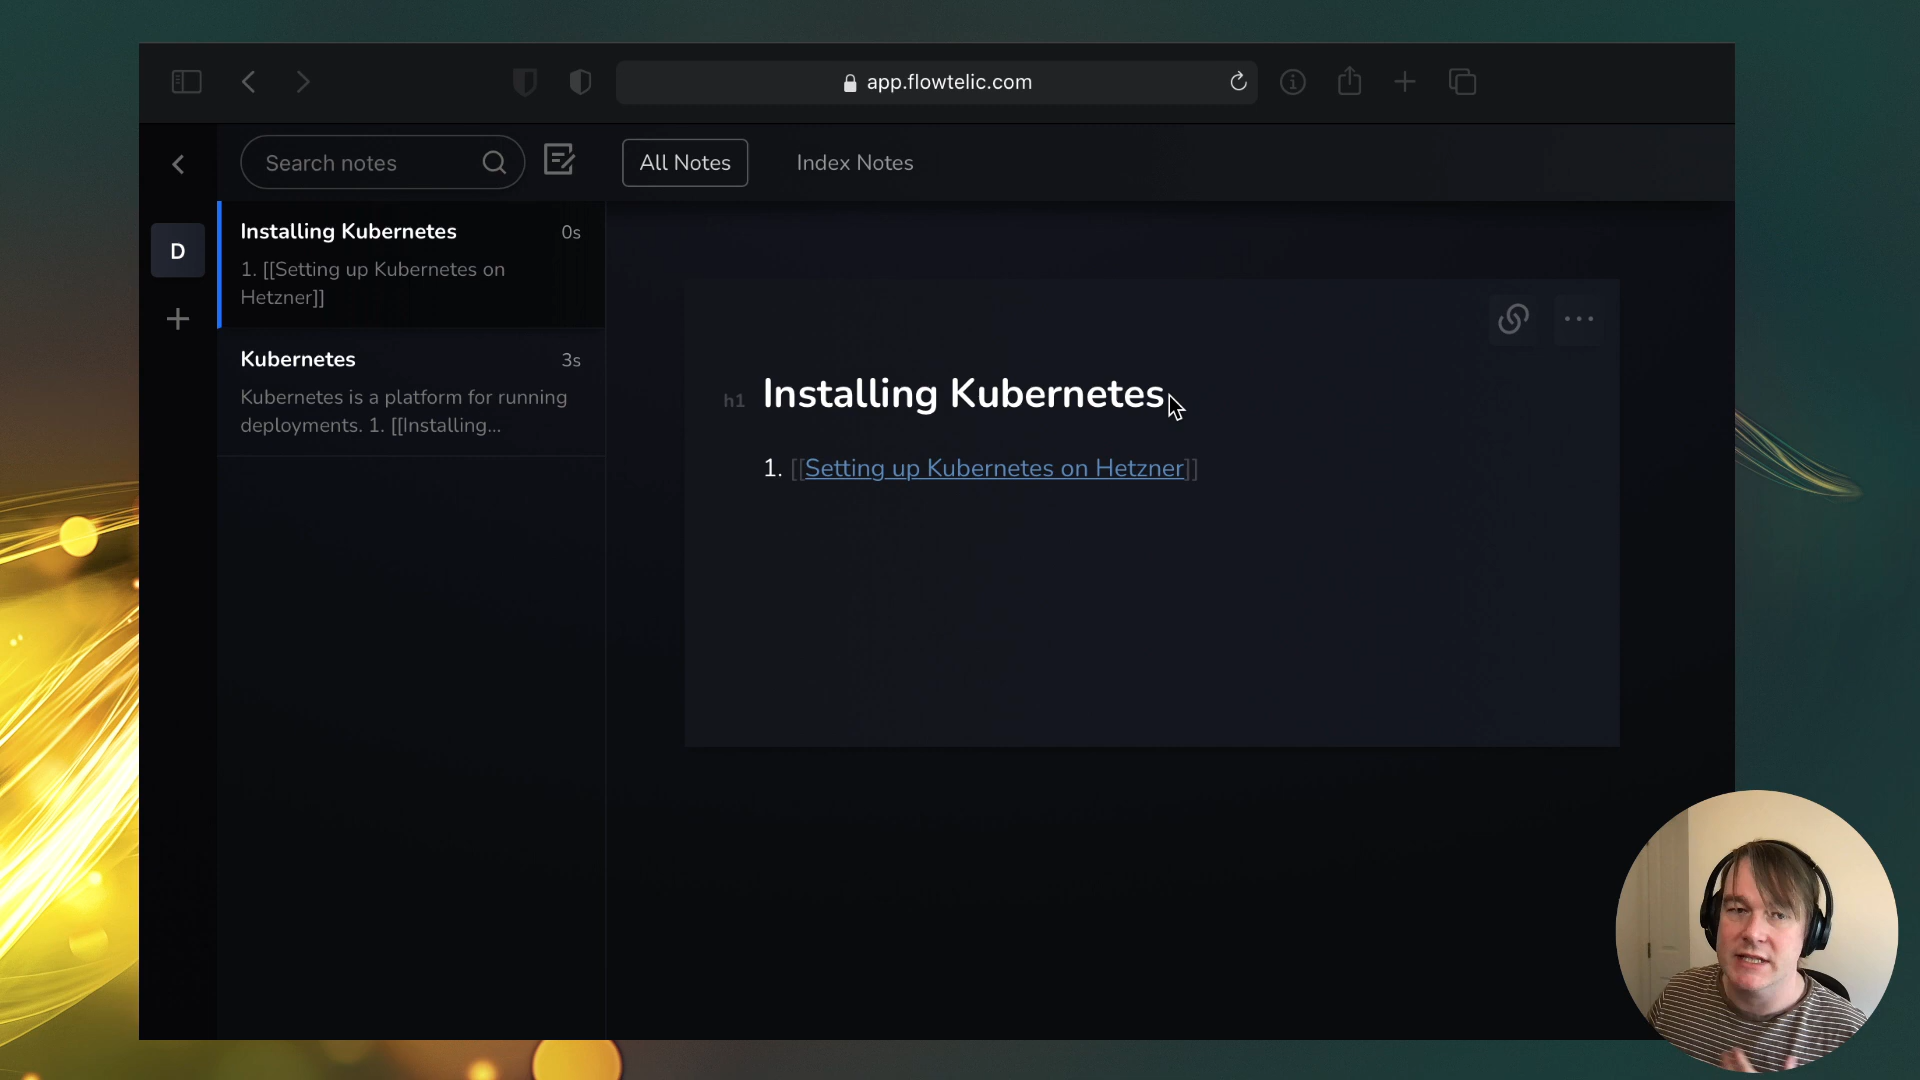 app.flowtelic.com
Search notes
All Notes
Index Notes
D
Installing Kubernetes 0s
1. [[Setting up Kubernetes on
Hetzner]]
Kubernetes 3s
Kubernetes is a platform for running
deployments. 1. [[Installing...
h1 Installing Kubernetes
1. [[Setting up Kubernetes on Hetzner]]